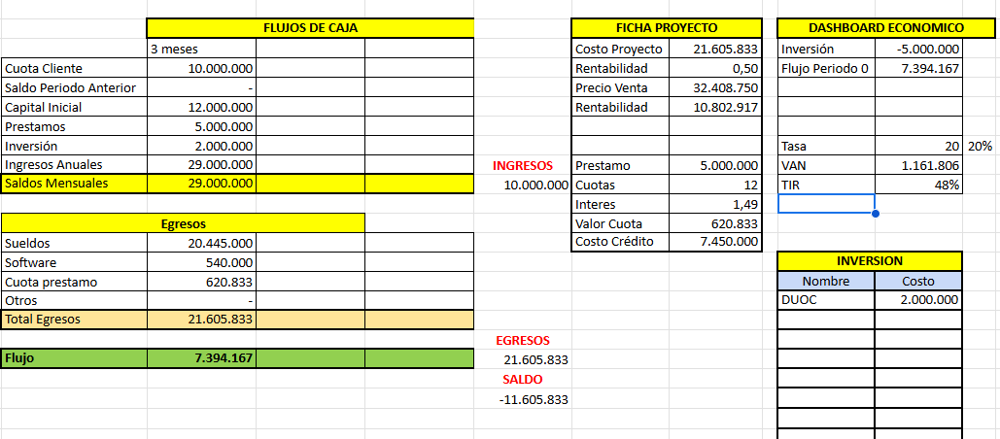 FLUJOS DE CAJA FICHA PROYECTO DASHBOARD ECONOMICO
3 meses Costo Proyecto 21.605.833 Inversión -5.000.000
Cuota Cliente 10.000.000 Rentabilidad 0,50 Flujo Periodo 0 7.394.167
Saldo Periodo Anterior - Precio Venta 32.408.750
Capital Inicial 12.000.000 Rentabilidad 10.802.917
Prestamos 5.000.000
Inversión 2.000.000 Tasa 20 20%
Ingresos Anuales 29.000.000 INGRESOS Prestamo 5.000.000 VAN 1.161.806
Saldos Mensuales 29.000.000 10.000.000 Cuotas 12 TIR 48%
Interes 1,49
Egresos Valor Cuota 620.833
Sueldos 20.445.000 Costo Crédito 7.450.000
Software 540.000 INVERSION
Cuota prestamo 620.833 Nombre Costo
Otros - DUOC 2.000.000
Total Egresos 21.605.833
EGRESOS
Flujo 7.394.167 21.605.833
SALDO
-11.605.833